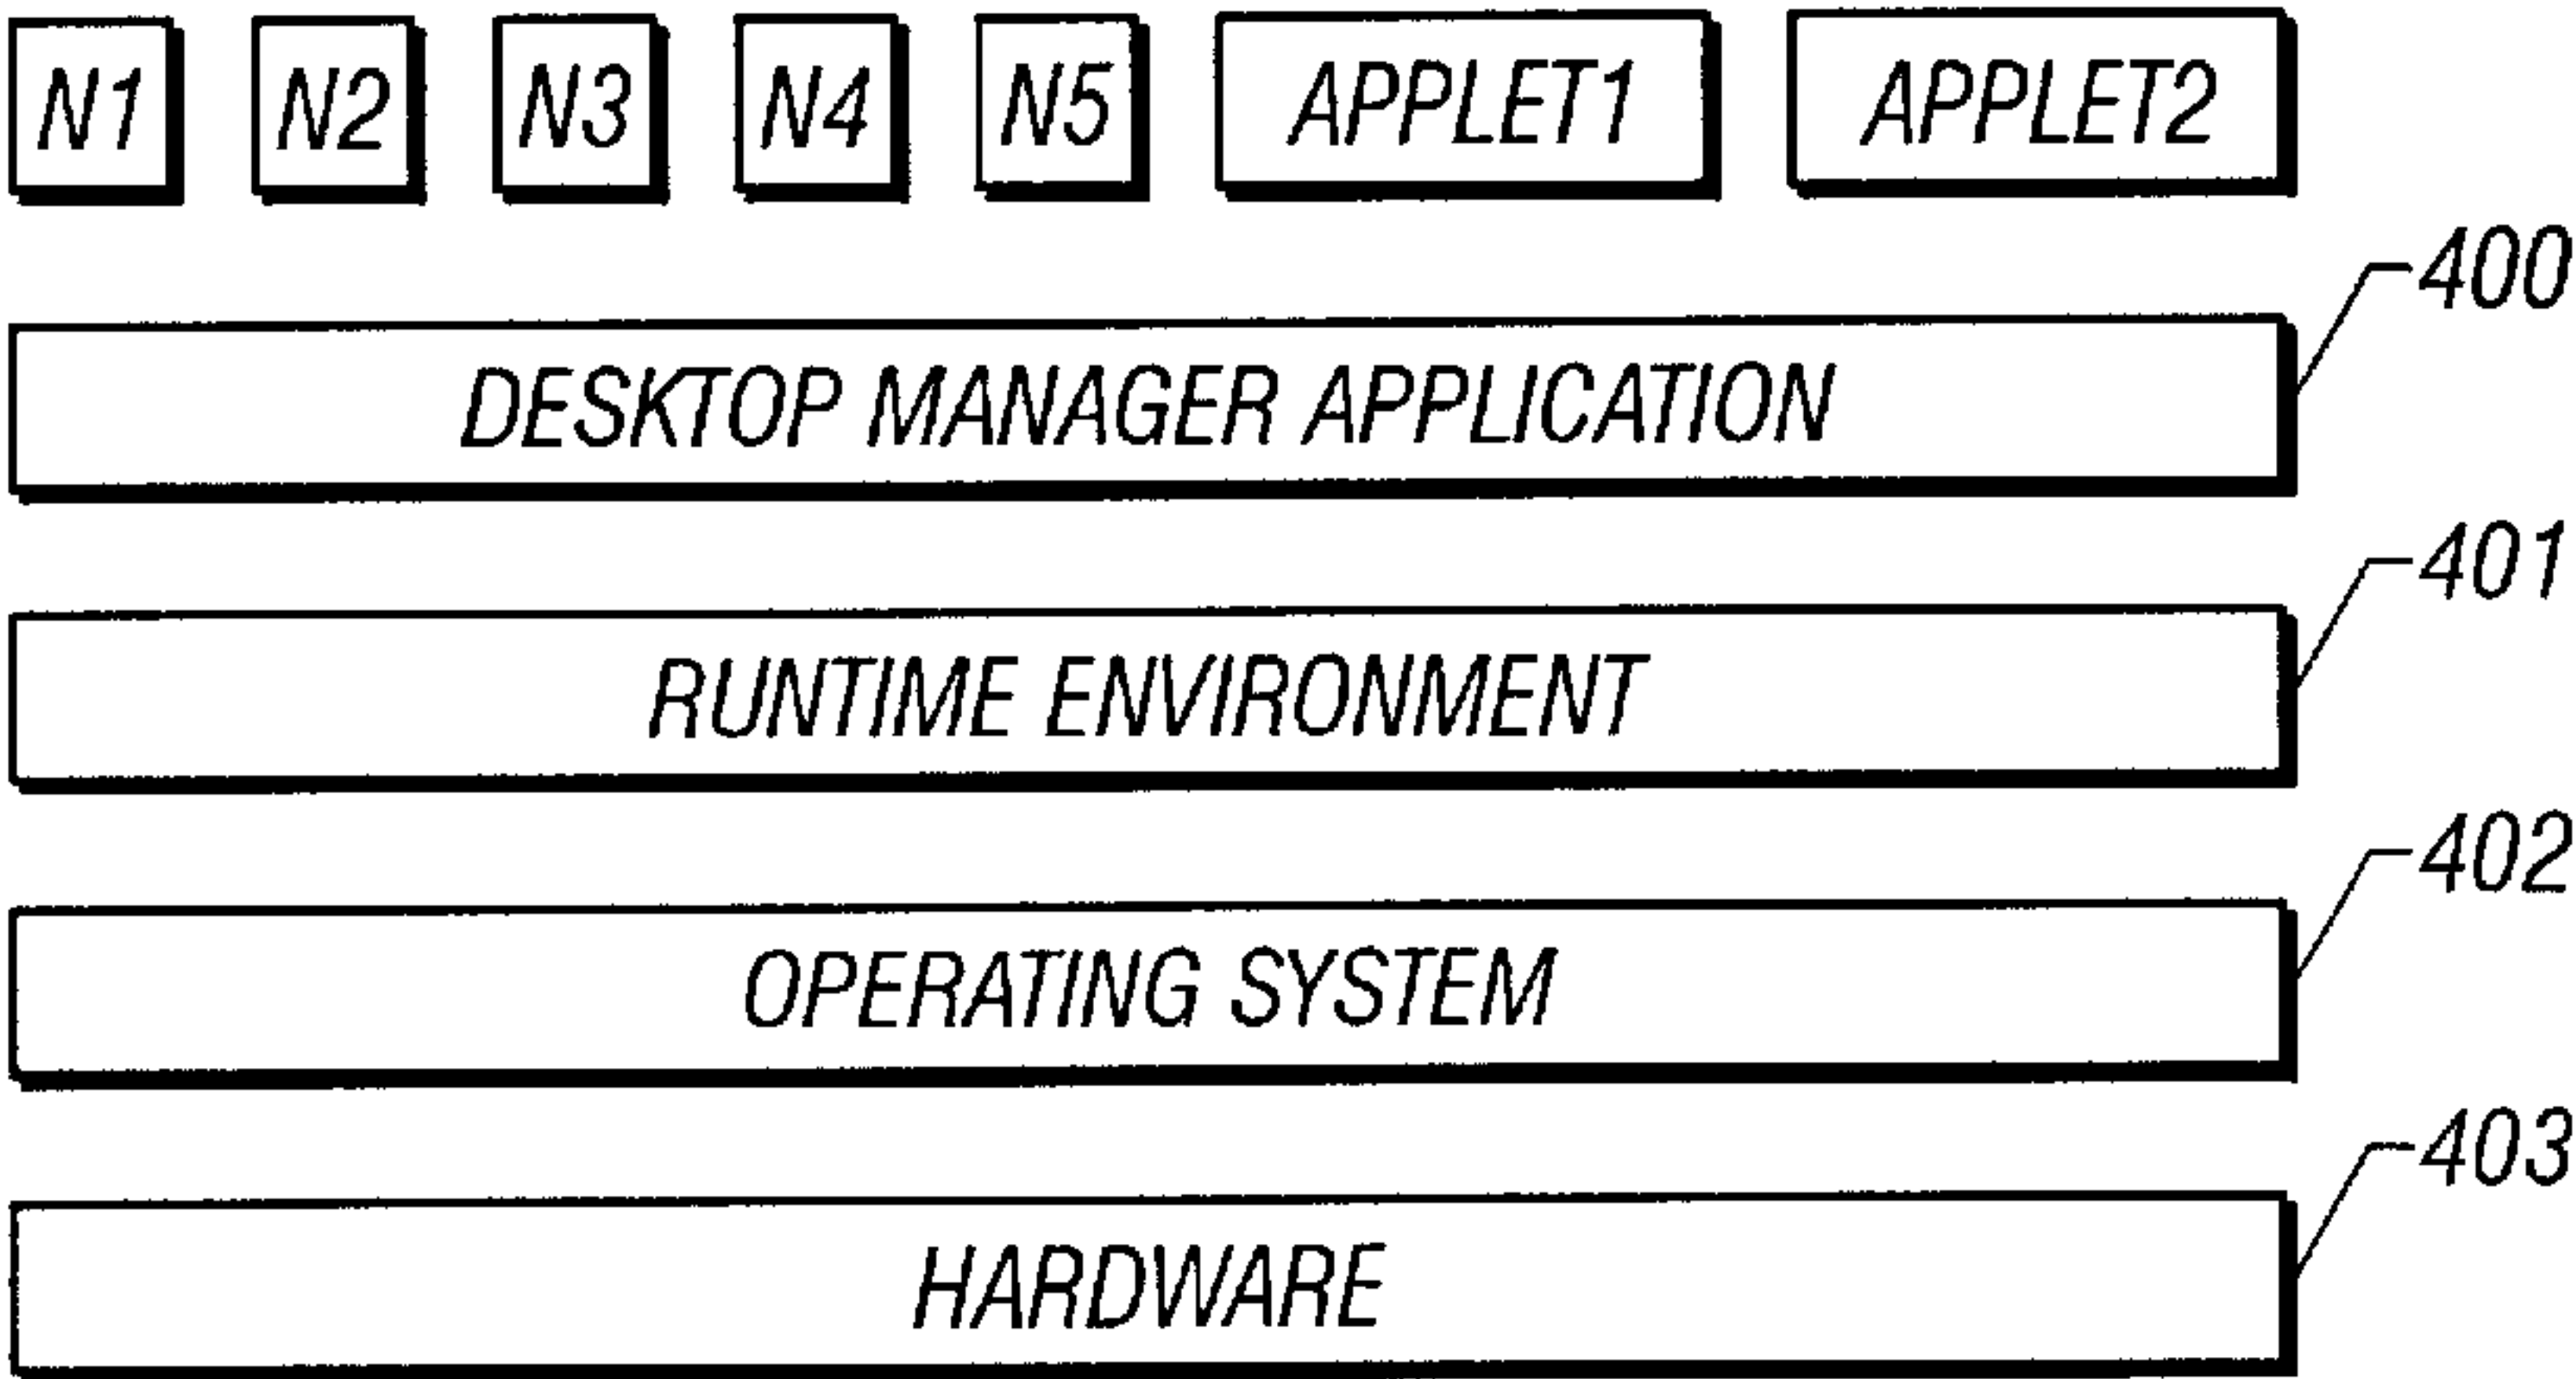 N1 N2 N3 N4 N5 APPLET1 APPLET2
400
DESKTOP MANAGER APPLICATION
401
RUNTIME ENVIRONMENT
402
OPERATING SYSTEM
403
HARDWARE